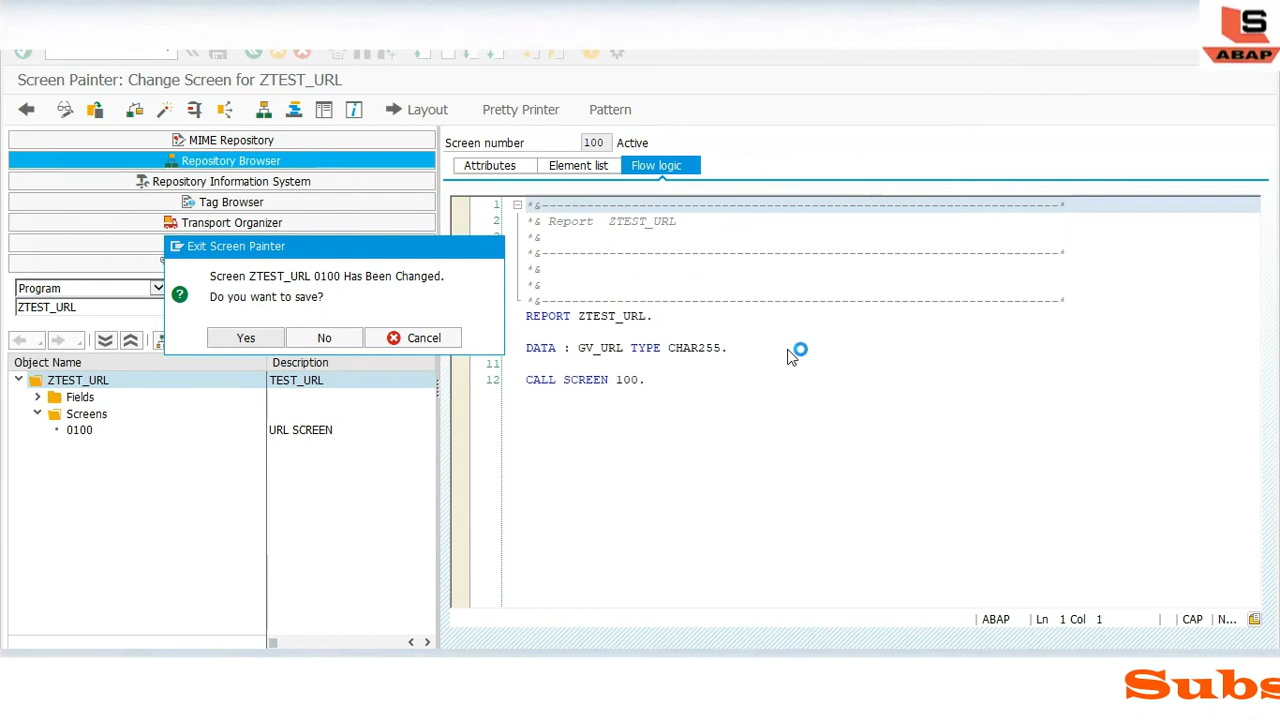 S
ABAP
Screen Painter: Change Screen for ZTEST_URL
Layout
Pretty Printer
Pattern
MIME Repository
Repository Browser
Repository Information System
Tag Browser
Transport Organizer
Screen number 100 Active
Attributes
Element list
Flow logic
Exit Screen Painter
Screen ZTEST_URL 0100 Has Been Changed.
Do you want to save?
Yes
No
Cancel
Program
ZTEST_URL
Object Name
Description
ZTEST_URL
TEST_URL
Fields
Screens
0100
URL SCREEN
1 *&---------------------------------------------------------------------*
2 *& Report ZTEST_URL
*&
*&---------------------------------------------------------------------*
*&
*&
*&---------------------------------------------------------------------*
REPORT ZTEST_URL.
DATA : GV_URL TYPE CHAR255.
11
12 CALL SCREEN 100.
ABAP
Ln 1 Col 1
CAP
N...
Subs